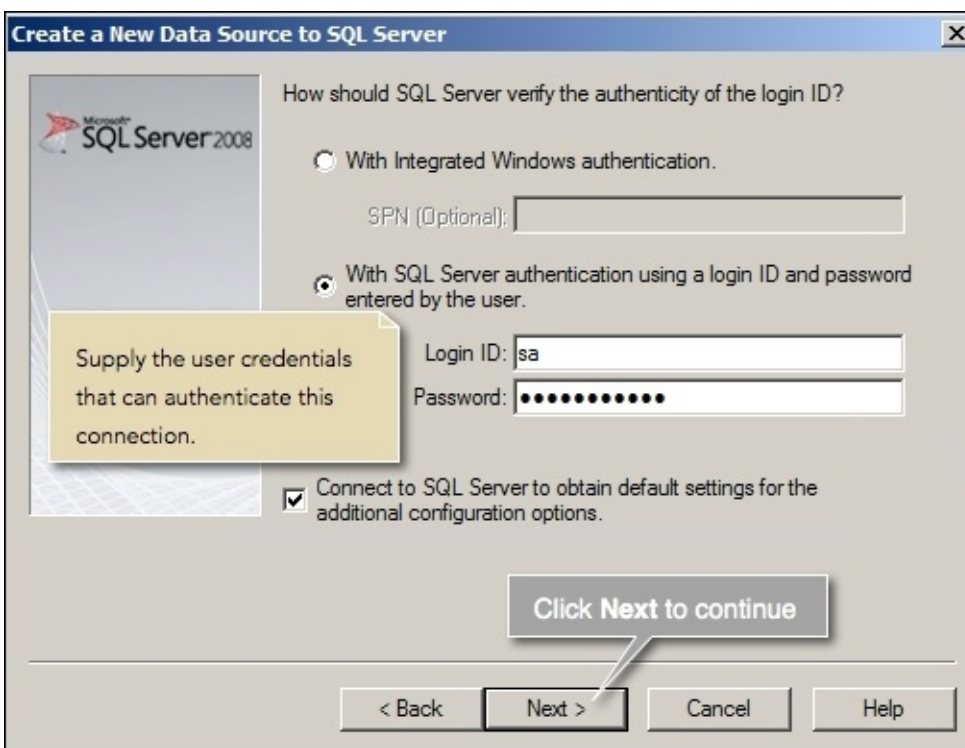 Create a New Data Source to SQL Server
Microsoft
SQL Server 2008
How should SQL Server verify the authenticity of the login ID?
With Integrated Windows authentication.
SPN (Optional):
With SQL Server authentication using a login ID and password
entered by the user.
Supply the user credentials
that can authenticate this
connection.
Login ID: sa
Password: •••••••••••
Connect to SQL Server to obtain default settings for the
additional configuration options.
Click Next to continue
< Back
Next >
Cancel
Help